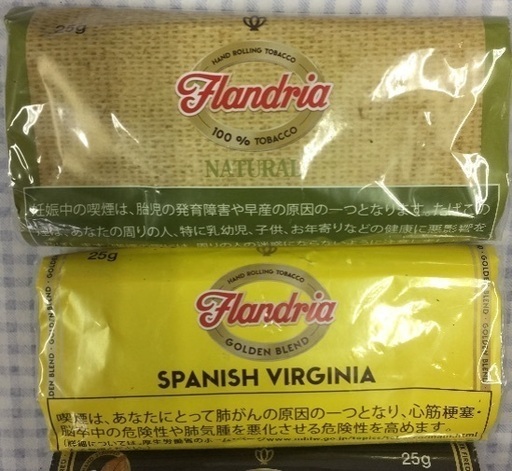 25g
HAND ROLLING TOBACCO
Flandria
100% TOBACCO
NATURAL
妊娠中の喫煙は、胎児の発育障害や早産の原因の一つとなります。たばこの
は、あなたの周りの人、特に乳幼児、子供、お年寄りなどの健康に悪影響を
25g
HAND ROLLING TOBACCO
Flandria
GOLDEN BLEND
SPANISH VIRGINIA
GOLDEN BLEND
GOLDEN BLEND
喫煙は、あなたにとって肺がんの原因の一つとなり、心筋梗塞・
脳卒中の危険性や肺気腫を悪化させる危険性を高めます。
25g